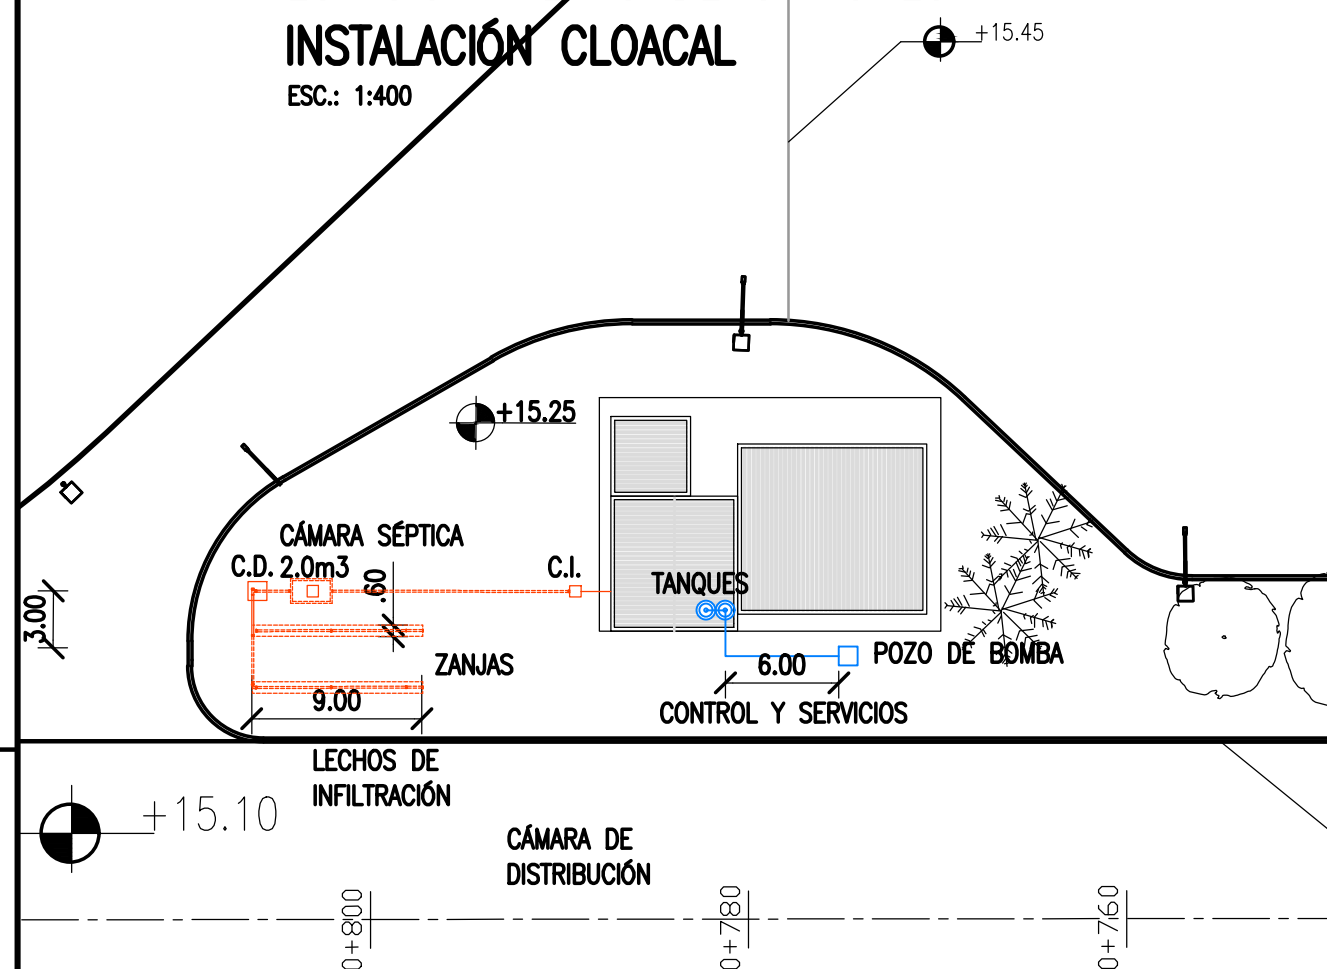 INSTALACIÓN CLOACAL
ESC.: 1:400
+15.45
+15.25
CÁMARA SÉPTICA
C.D. 2.0m3
.60
C.I.
TANQUES
3.00
ZANJAS
POZO DE BOMBA
6.00
9.00
CONTROL Y SERVICIOS
LECHOS DE
INFILTRACIÓN
+15.10
CÁMARA DE
DISTRIBUCIÓN
0+800
0+780
0+760